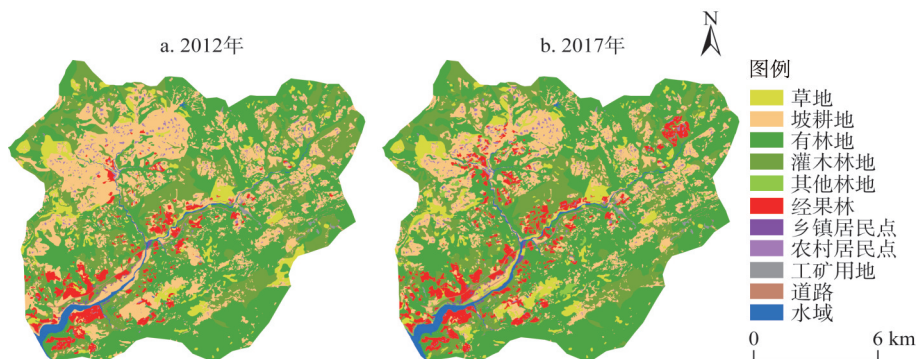 a. 2012年
b. 2017年
N
图例
草地
坡耕地
有林地
灌木林地
其他林地
经果林
乡镇居民点
农村居民点
工矿用地
道路
水域
0 6 km